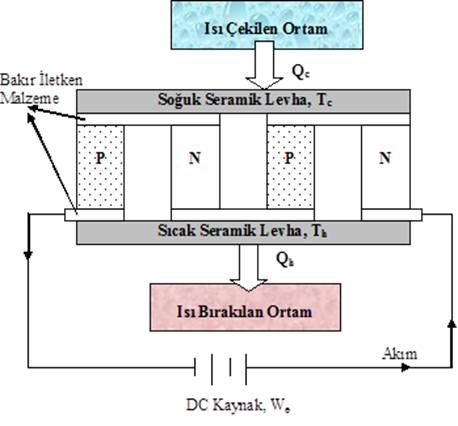 Isı Çekilen Ortam
Qc
Bakır İletken
Malzeme
Soğuk Seramik Levha, Tc
P
N
P
N
Sıcak Seramik Levha, Th
Qh
Isı Bırakılan Ortam
Akım
DC Kaynak, We